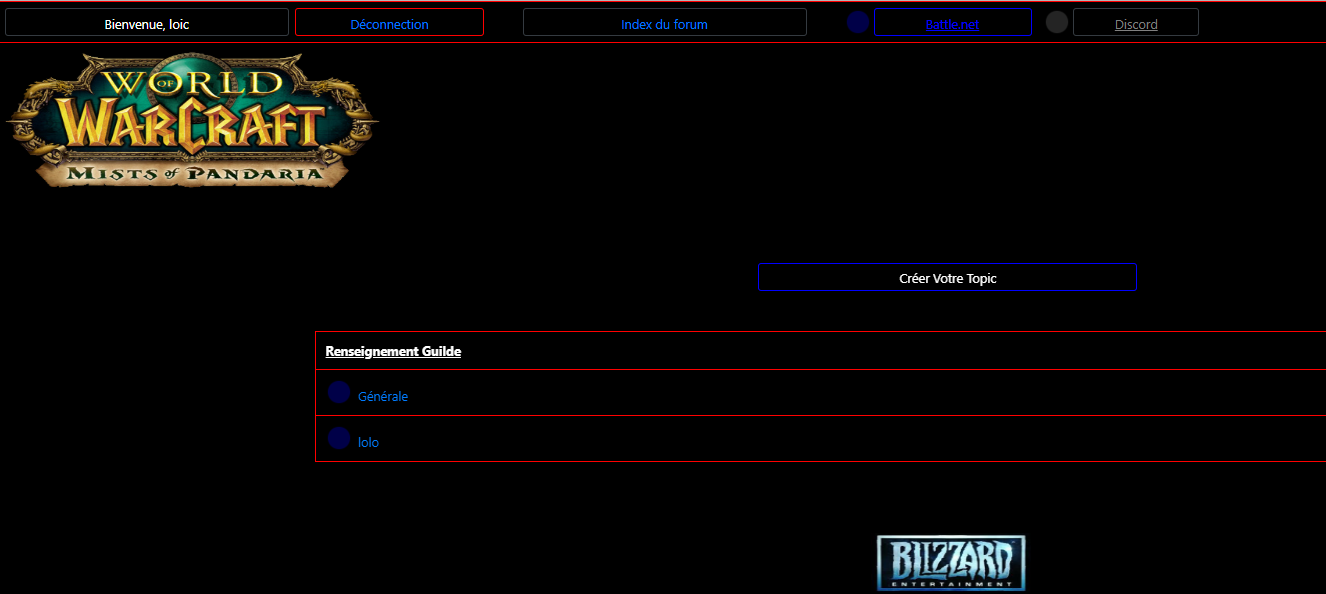 Bienvenue, loic
Déconnection
Index du forum
Battle.net
Discord
WORLD OF
WARCRAFT
MISTS of PANDARIA
Créer Votre Topic
Renseignement Guilde
Générale
lolo
BLIZZARD
ENTERTAINMENT